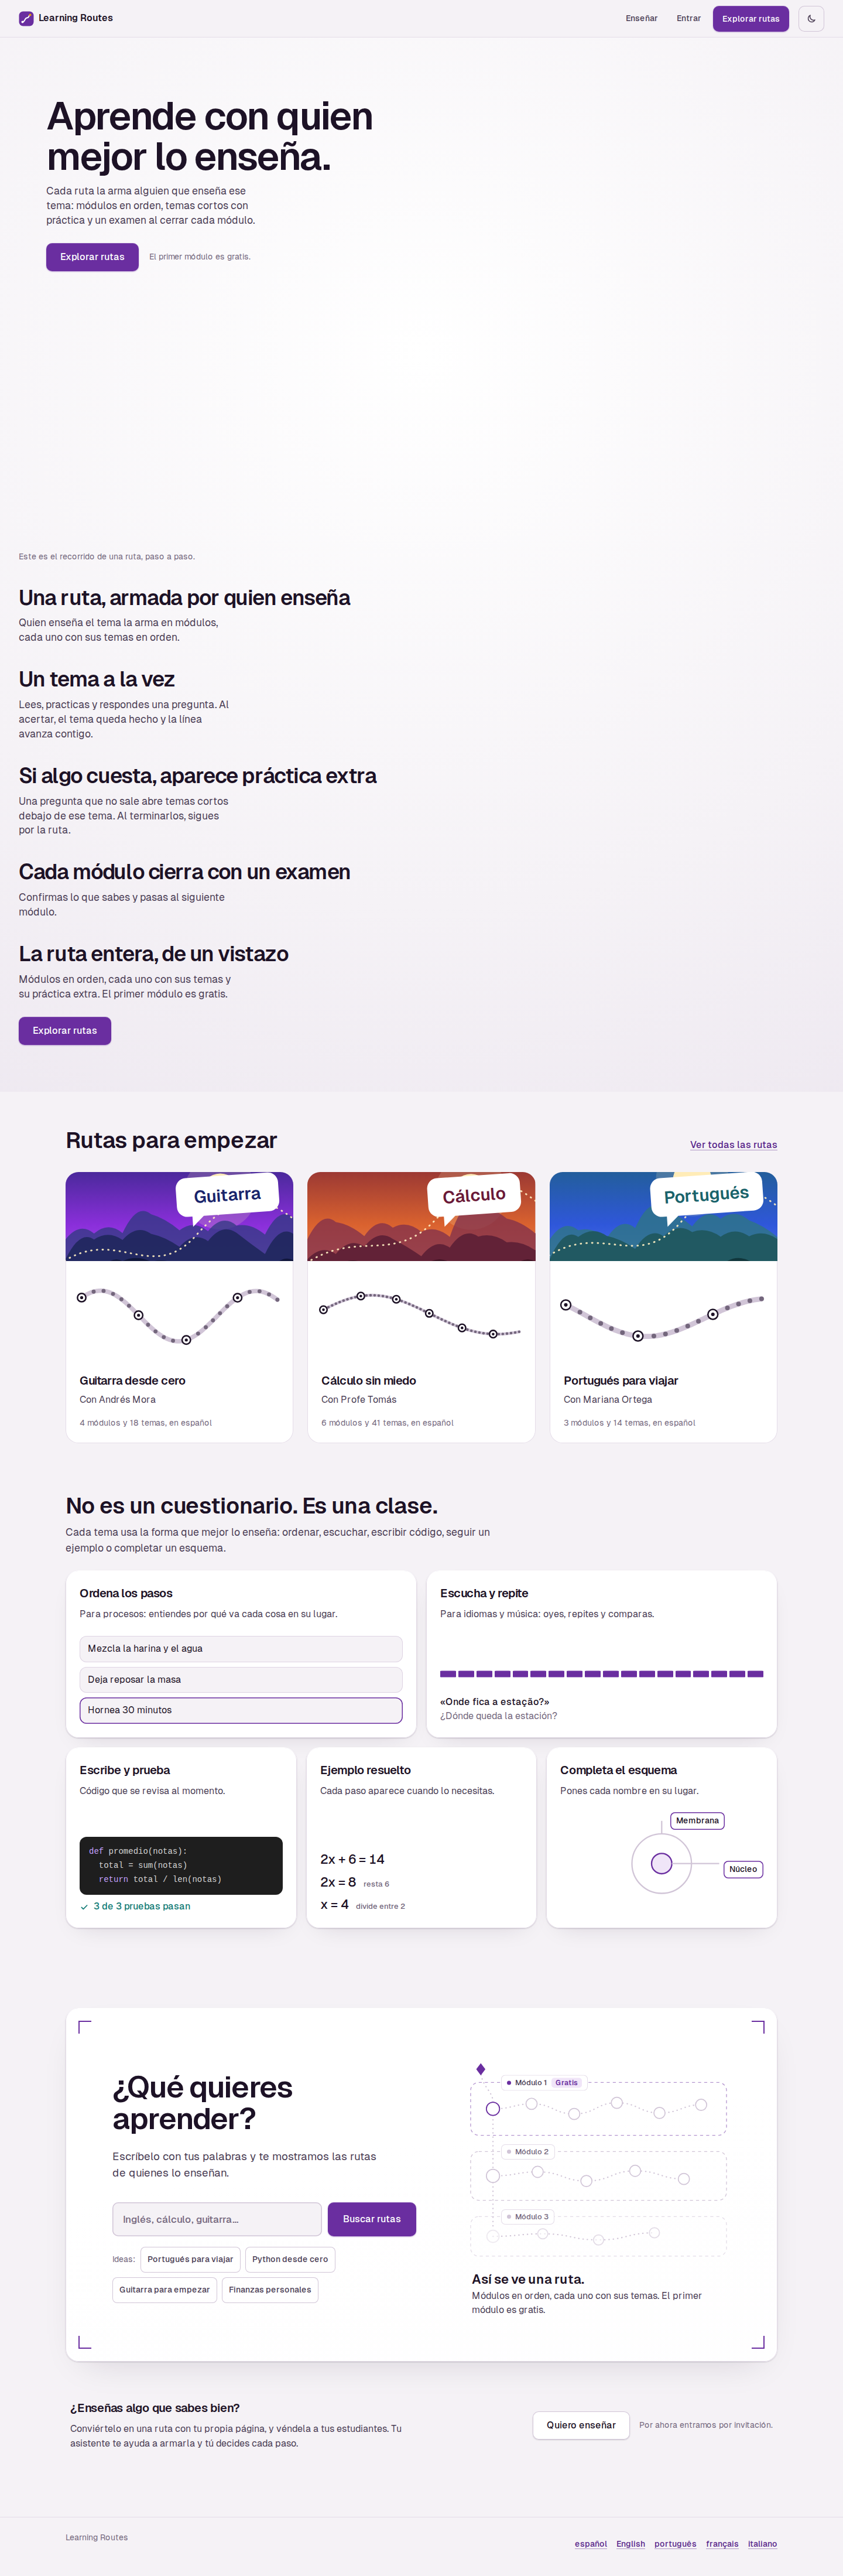 Learning Routes
Enseñar
Entrar
Explorar rutas
Aprende con quien
mejor lo enseña.
Cada ruta la arma alguien que enseña ese
tema: módulos en orden, temas cortos con
práctica y un examen al cerrar cada módulo.
Explorar rutas
El primer módulo es gratis.
Este es el recorrido de una ruta, paso a paso.
Una ruta, armada por quien enseña
Quien enseña el tema la arma en módulos,
cada uno con sus temas en orden.
Un tema a la vez
Lees, practicas y respondes una pregunta. Al
acertar, el tema queda hecho y la línea
avanza contigo.
Si algo cuesta, aparece práctica extra
Una pregunta que no sale abre temas cortos
debajo de ese tema. Al terminarlos, sigues
por la ruta.
Cada módulo cierra con un examen
Confirmas lo que sabes y pasas al siguiente
módulo.
La ruta entera, de un vistazo
Módulos en orden, cada uno con sus temas y
su práctica extra. El primer módulo es gratis.
Explorar rutas
Rutas para empezar
Ver todas las rutas
Guitarra
Cálculo
Portugués
Guitarra desde cero
Con Andrés Mora
4 módulos y 18 temas, en español
Cálculo sin miedo
Con Profe Tomás
6 módulos y 41 temas, en español
Portugués para viajar
Con Mariana Ortega
3 módulos y 14 temas, en español
No es un cuestionario. Es una clase.
Cada tema usa la forma que mejor lo enseña: ordenar, escuchar, escribir código, seguir un
ejemplo o completar un esquema.
Ordena los pasos
Para procesos: entiendes por qué va cada cosa en su lugar.
Mezcla la harina y el agua
Deja reposar la masa
Hornea 30 minutos
Escucha y repite
Para idiomas y música: oyes, repites y comparas.
«Onde fica a estação?»
¿Dónde queda la estación?
Escribe y prueba
Código que se revisa al momento.
def promedio(notas):
total = sum(notas)
return total / len(notas)
3 de 3 pruebas pasan
Ejemplo resuelto
Cada paso aparece cuando lo necesitas.
2x + 6 = 14
2x = 8 resta 6
x = 4 divide entre 2
Completa el esquema
Pones cada nombre en su lugar.
Membrana
Núcleo
¿Qué quieres
aprender?
Escríbelo con tus palabras y te mostramos las rutas
de quienes lo enseñan.
Inglés, cálculo, guitarra...
Buscar rutas
Ideas:
Portugués para viajar
Python desde cero
Guitarra para empezar
Finanzas personales
Módulo 1 Gratis
Módulo 2
Módulo 3
Así se ve una ruta.
Módulos en orden, cada uno con sus temas. El primer
módulo es gratis.
¿Enseñas algo que sabes bien?
Conviértelo en una ruta con tu propia página, y véndela a tus estudiantes. Tu
asistente te ayuda a armarla y tú decides cada paso.
Quiero enseñar
Por ahora entramos por invitación.
Learning Routes
español
English
português
français
italiano